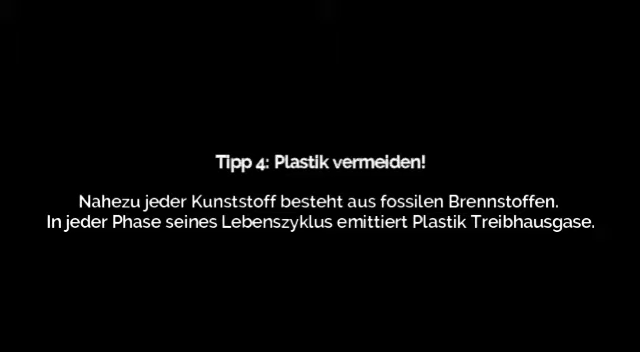 Tipp 4: Plastik vermeiden!
Nahezu jeder Kunststoff besteht aus fossilen Brennstoffen.
In jeder Phase seines Lebenszyklus emittiert Plastik Treibhausgase.